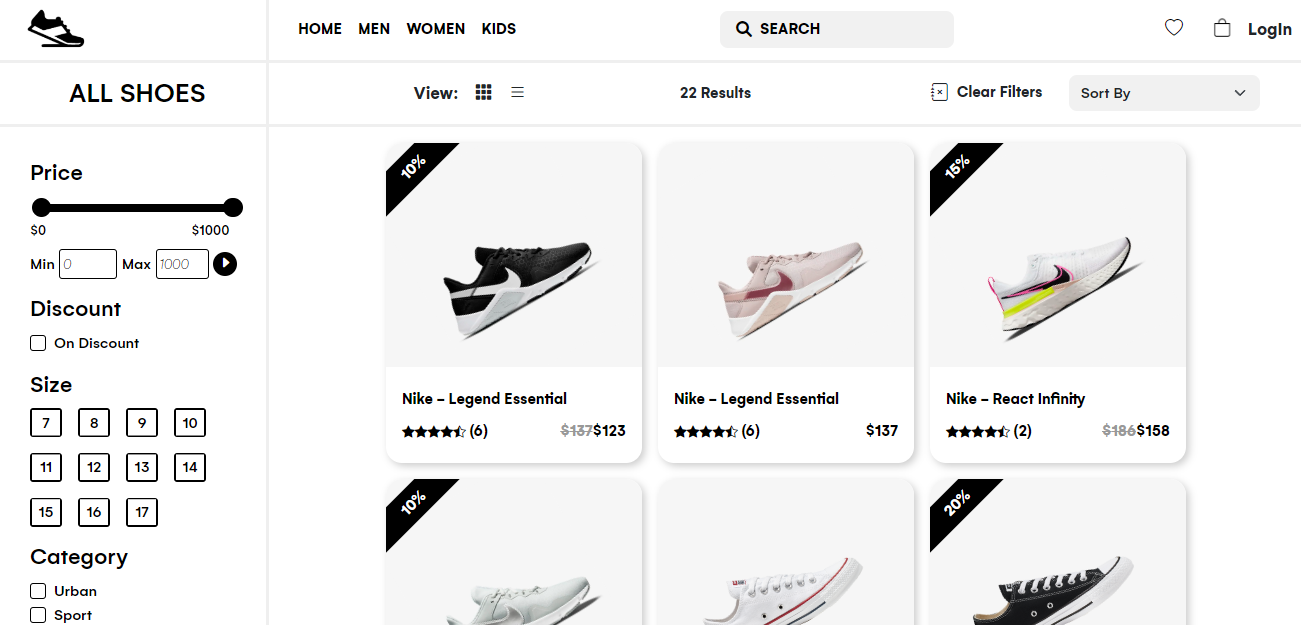 HOME MEN WOMEN KIDS
SEARCH
LogIn
ALL SHOES
View:
22 Results
Clear Filters
Sort By
Price
$0 $1000
Min 0 Max 1000
Discount
On Discount
Size
7 8 9 10
11 12 13 14
15 16 17
Category
Urban
Sport
10%
Nike – Legend Essential
(6) $137$123
Nike – Legend Essential
(6) $137
15%
Nike – React Infinity
(2) $186$158
10%
20%